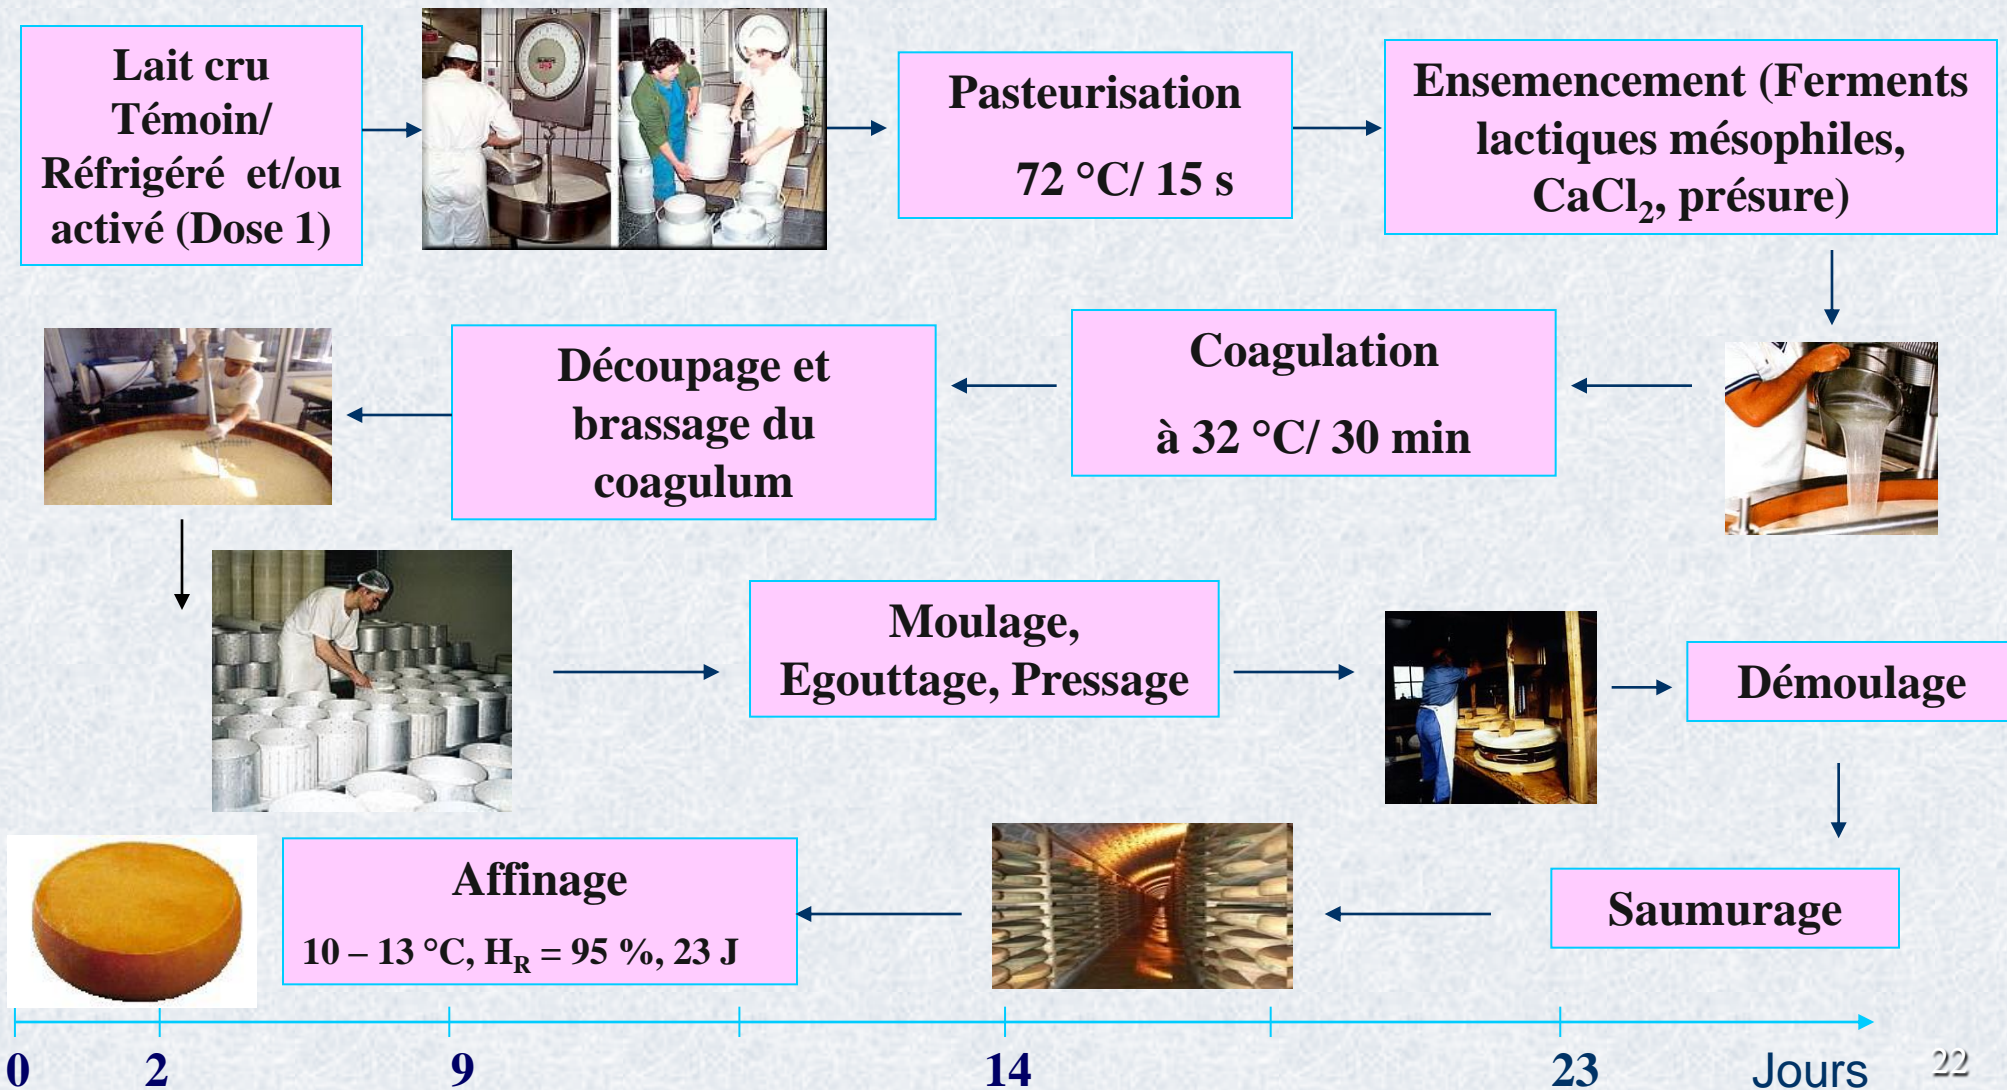 Lait cru
Témoin/
Réfrigéré et/ou
activé (Dose 1)
Pasteurisation
72 °C/ 15 s
Ensemencement (Ferments
lactiques mésophiles,
CaCl₂, présure)
Coagulation
à 32 °C/ 30 min
Découpage et
brassage du
coagulum
Moulage,
Egouttage, Pressage
Démoulage
Saumurage
Affinage
10 – 13 °C, H_R = 95 %, 23 J
0 2 9 14 23 Jours
22